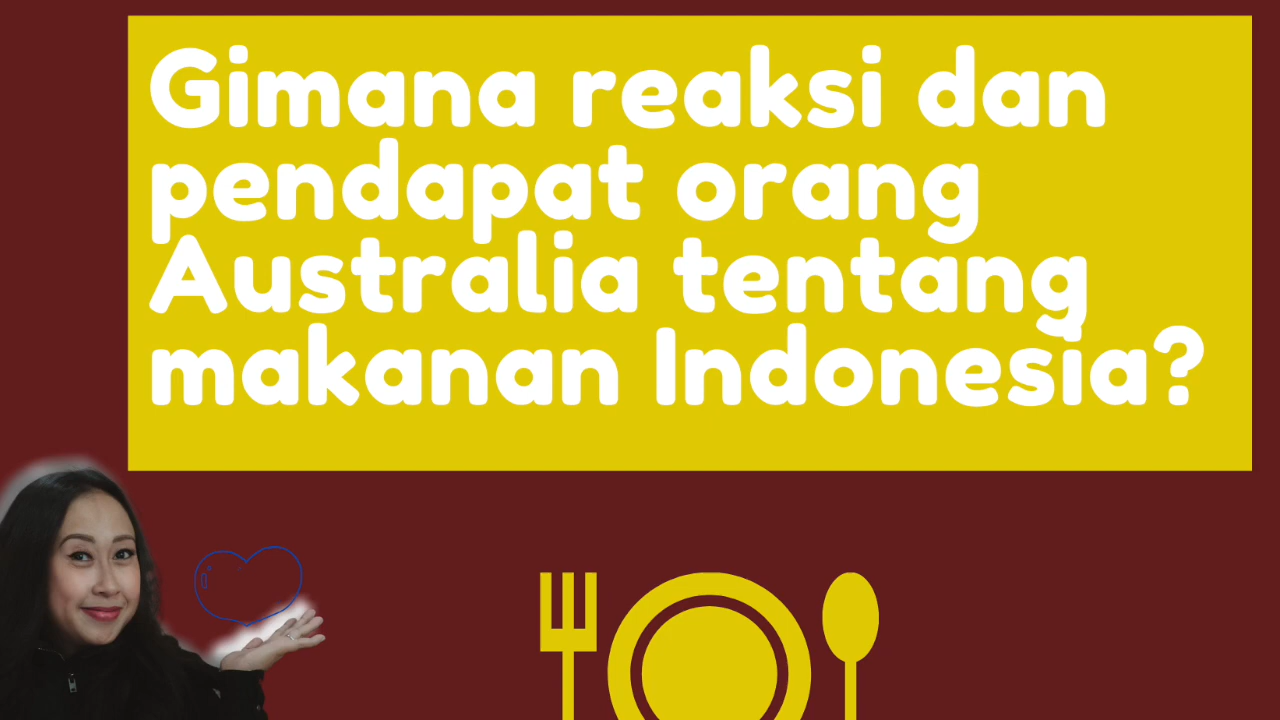 Gimana reaksi dan
pendapat orang
Australia tentang
makanan Indonesia?